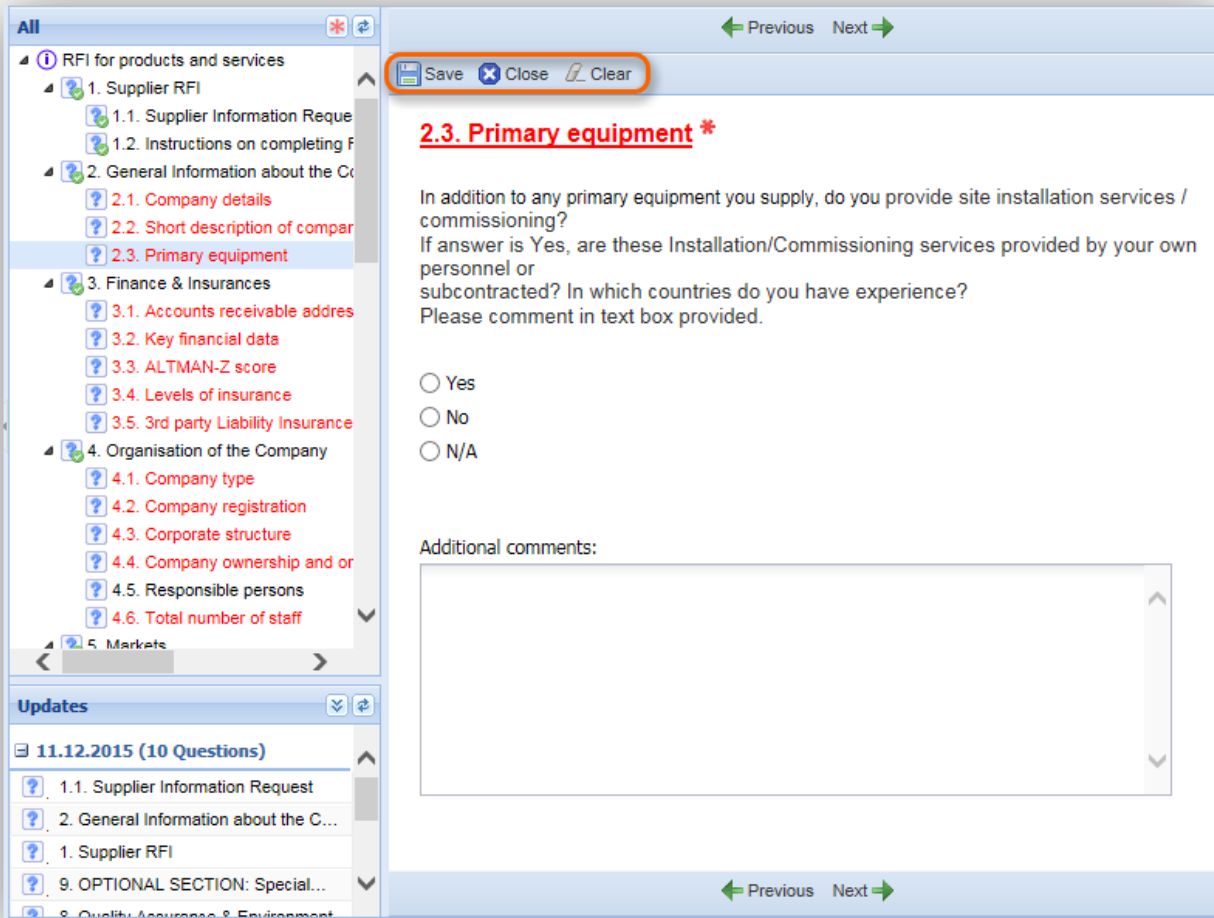 All
RFI for products and services
1. Supplier RFI
1.1. Supplier Information Reque
1.2. Instructions on completing
2. General Information about the Co
2.1. Company details
2.2. Short description of compan
2.3. Primary equipment
3. Finance & Insurances
3.1. Accounts receivable addres
3.2. Key financial data
3.3. ALTMAN-Z score
3.4. Levels of insurance
3.5. 3rd party Liability Insurance
4. Organisation of the Company
4.1. Company type
4.2. Company registration
4.3. Corporate structure
4.4. Company ownership and or
4.5. Responsible persons
4.6. Total number of staff
5. Markets
Updates
11.12.2015 (10 Questions)
1.1. Supplier Information Request
2. General Information about the C...
1. Supplier RFI
9. OPTIONAL SECTION: Special...
8. Quality Assurance & Environment
Previous Next
Save Close Clear
2.3. Primary equipment *
In addition to any primary equipment you supply, do you provide site installation services /
commissioning?
If answer is Yes, are these Installation/Commissioning services provided by your own
personnel or
subcontracted? In which countries do you have experience?
Please comment in text box provided.
Yes
No
N/A
Additional comments:
Previous Next